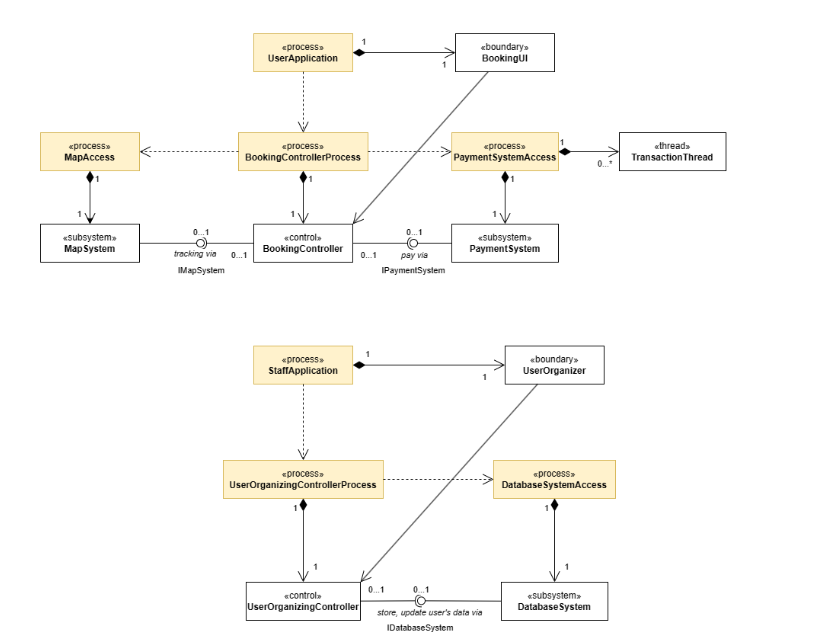 «process»
UserApplication
1
1
«boundary»
BookingUI
«process»
MapAccess
«process»
BookingControllerProcess
«process»
PaymentSystemAccess
1
0...*
«thread»
TransactionThread
1
1
1
1
1
1
«subsystem»
MapSystem
0...1
tracking via
0...1
IMapSystem
«control»
BookingController
0...1
0...1
pay via
IPaymentSystem
«subsystem»
PaymentSystem
«process»
StaffApplication
1
1
«boundary»
UserOrganizer
«process»
UserOrganizingControllerProcess
«process»
DatabaseSystemAccess
1
1
1
1
«control»
UserOrganizingController
0...1
0...1
store, update user's data via
IDatabaseSystem
«subsystem»
DatabaseSystem